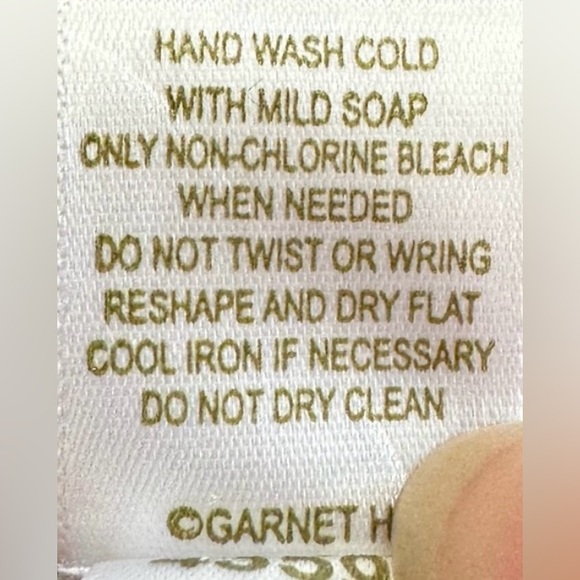 HAND WASH COLD
WITH MILD SOAP
ONLY NON-CHLORINE BLEACH
WHEN NEEDED
DO NOT TWIST OR WRING
RESHAPE AND DRY FLAT
COOL IRON IF NECESSARY
DO NOT DRY CLEAN
©GARNET H